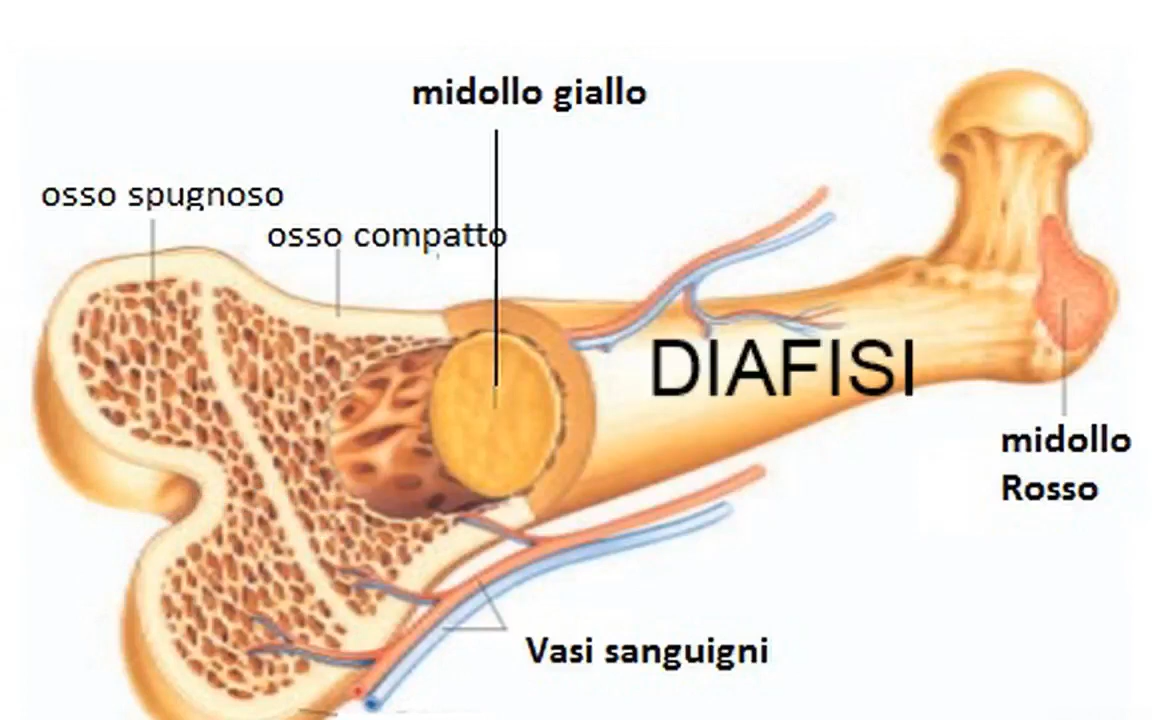 midollo giallo
osso spugnoso
osso compatto
DIAFISI
midollo
Rosso
Vasi sanguigni